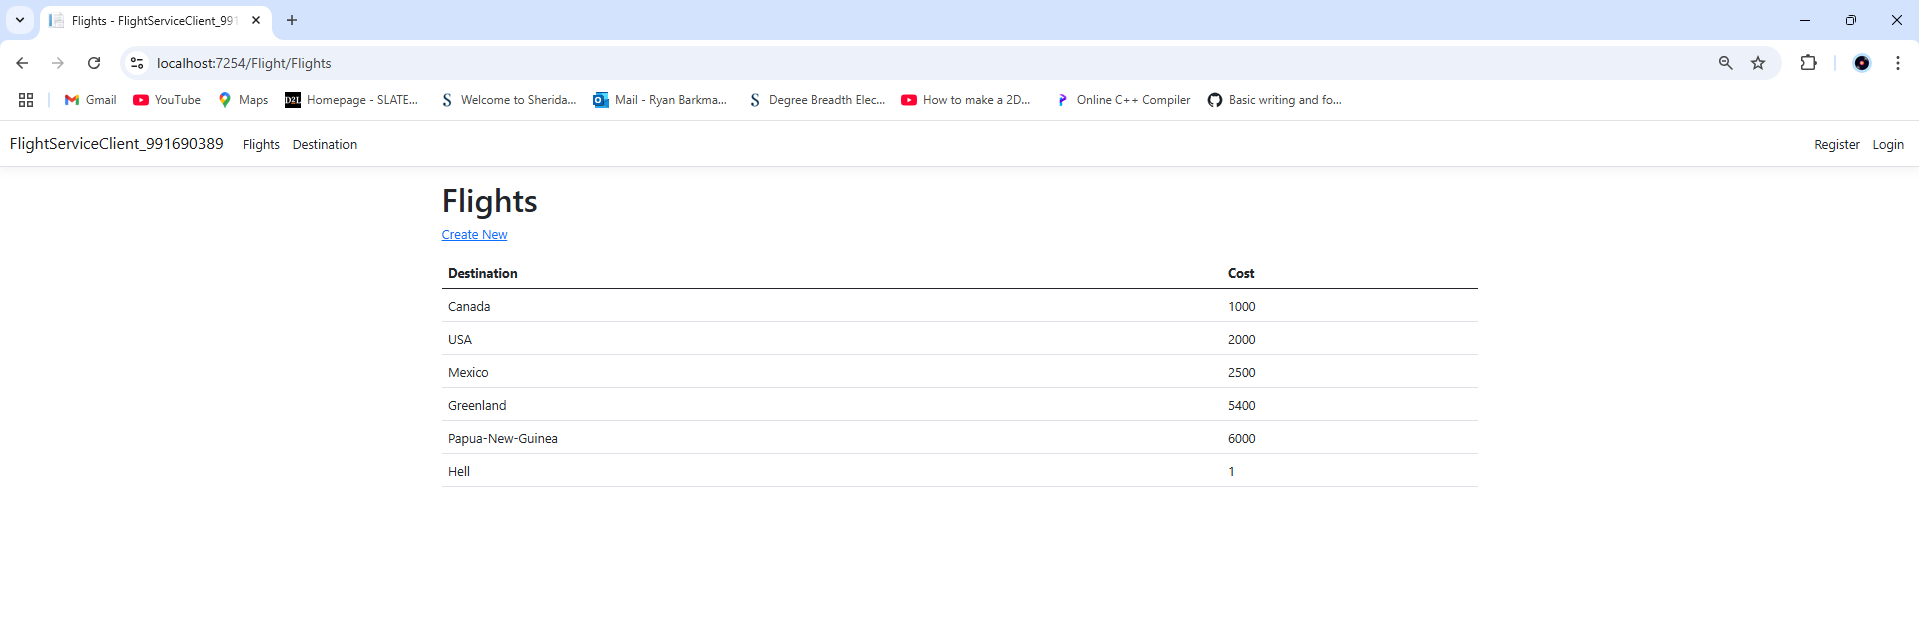 Flights - FlightServiceClient_991
localhost:7254/Flight/Flights
Gmail YouTube Maps D2L Homepage - SLATE... Welcome to Sherida... Mail - Ryan Barkma... Degree Breadth Elec... How to make a 2D... Online C++ Compiler Basic writing and fo...
FlightServiceClient_991690389 Flights Destination Register Login
Flights
Create New
Destination Cost
Canada 1000
USA 2000
Mexico 2500
Greenland 5400
Papua-New-Guinea 6000
Hell 1